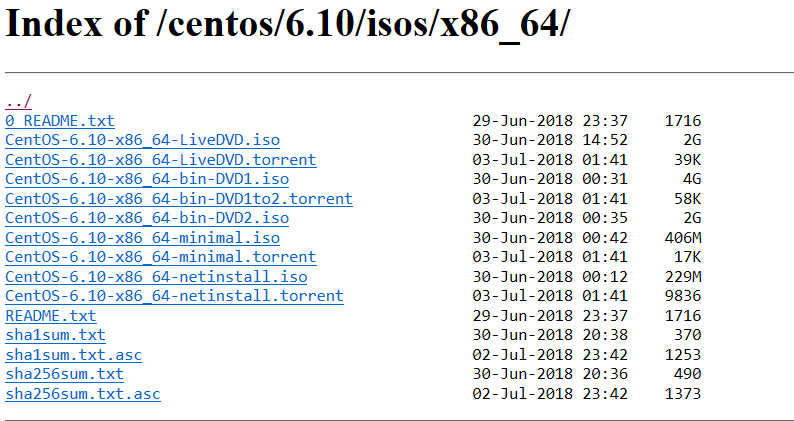 Index of /centos/6.10/isos/x86_64/
../
0_README.txt 29-Jun-2018 23:37 1716
CentOS-6.10-x86_64-LiveDVD.iso 30-Jun-2018 14:52 2G
CentOS-6.10-x86_64-LiveDVD.torrent 03-Jul-2018 01:41 39K
CentOS-6.10-x86_64-bin-DVD1.iso 30-Jun-2018 00:31 4G
CentOS-6.10-x86_64-bin-DVD1to2.torrent 03-Jul-2018 01:41 58K
CentOS-6.10-x86_64-bin-DVD2.iso 30-Jun-2018 00:35 2G
CentOS-6.10-x86_64-minimal.iso 30-Jun-2018 00:42 406M
CentOS-6.10-x86_64-minimal.torrent 03-Jul-2018 01:41 17K
CentOS-6.10-x86_64-netinstall.iso 30-Jun-2018 00:12 229M
CentOS-6.10-x86_64-netinstall.torrent 03-Jul-2018 01:41 9836
README.txt 29-Jun-2018 23:37 1716
sha1sum.txt 30-Jun-2018 20:38 370
sha1sum.txt.asc 02-Jul-2018 23:42 1253
sha256sum.txt 30-Jun-2018 20:36 490
sha256sum.txt.asc 02-Jul-2018 23:42 1373